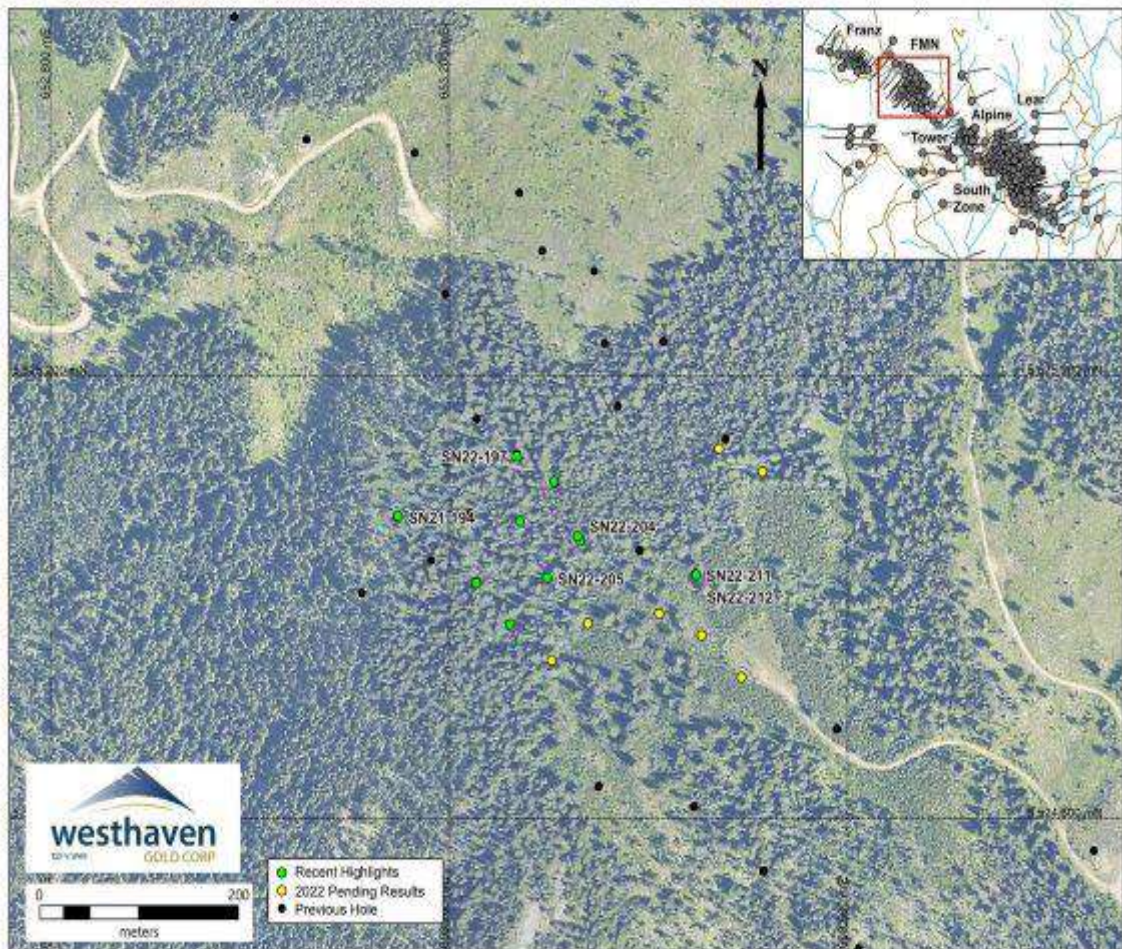 Franz
FMN
Lear
Alpine
South
Zone
N
SN22-197
SN21-194
SN22-204
SN22-205
SN22-211
SN22-212
westhaven
GOLD CORP
0 200
meters
Recent Highlights
2022 Pending Results
Previous Hole